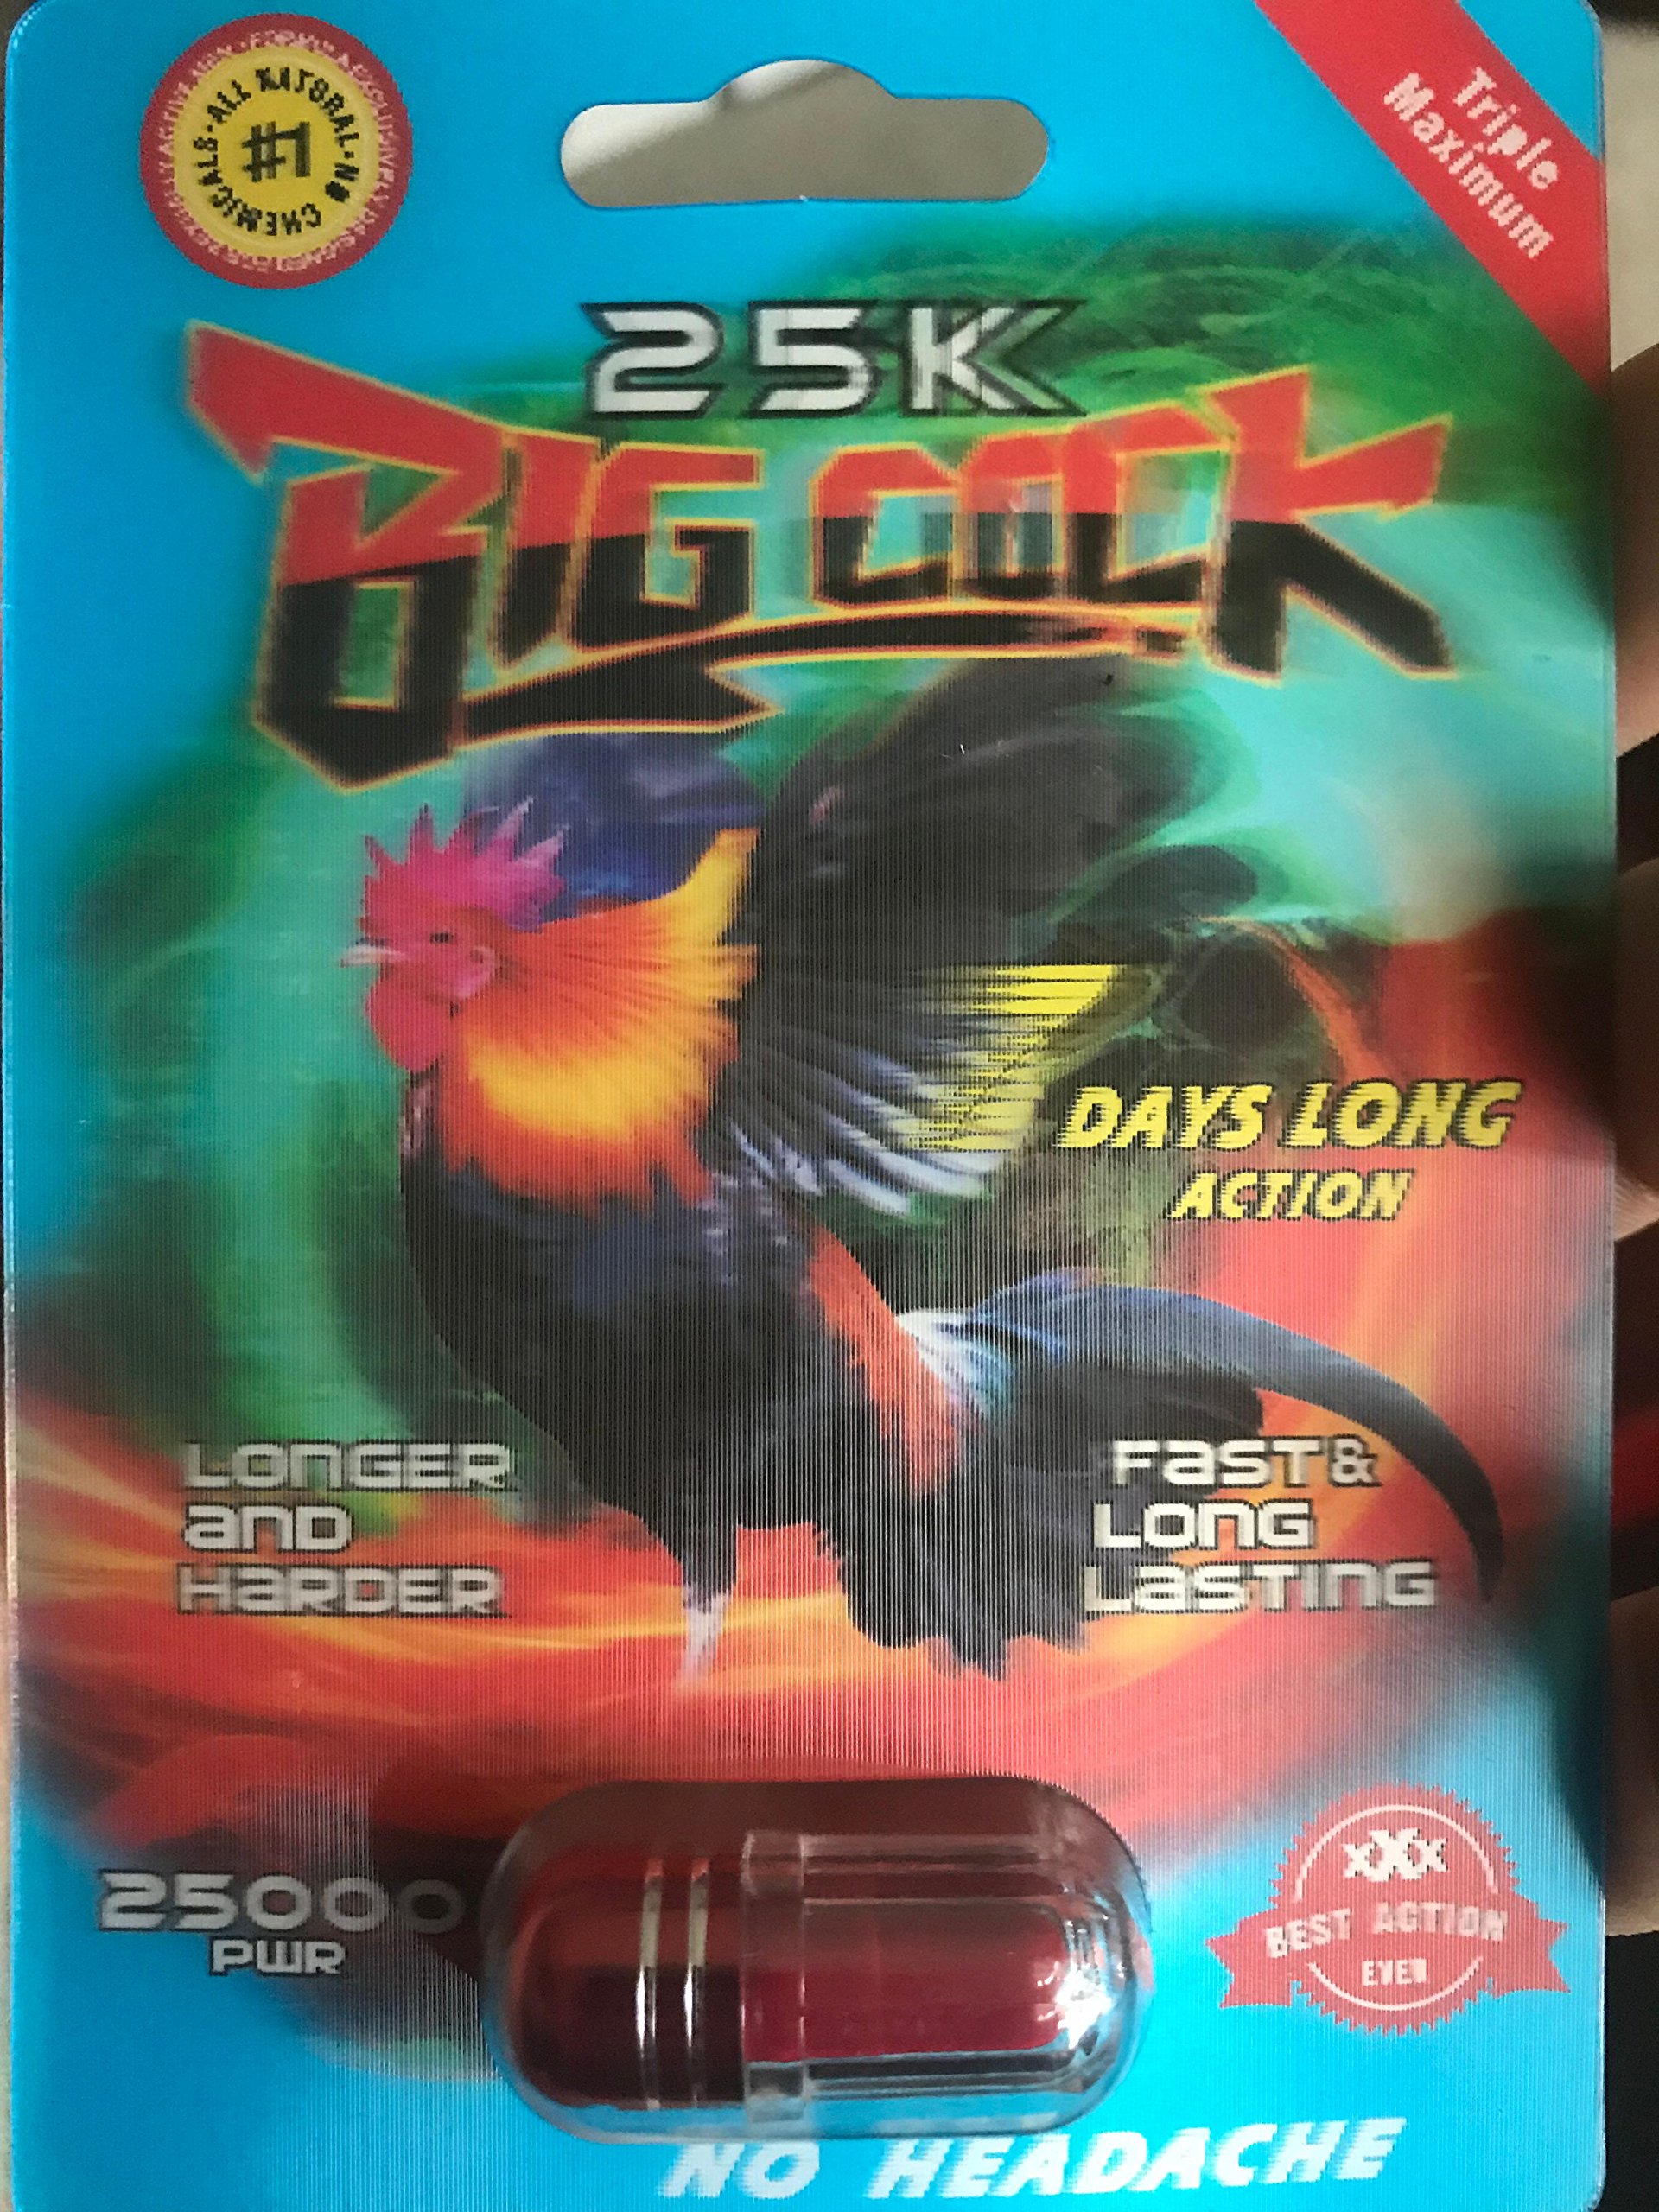 #1
ALL NATURAL · NO CHEMICALS ·
Triple
Maximum
25K
BIG COCK
DAYS LONG
ACTION
LONGER
and
HARDER
FAST &
LONG
LASTING
25000
PWR
XXX
BEST ACTION
EVER
NO HEADACHE